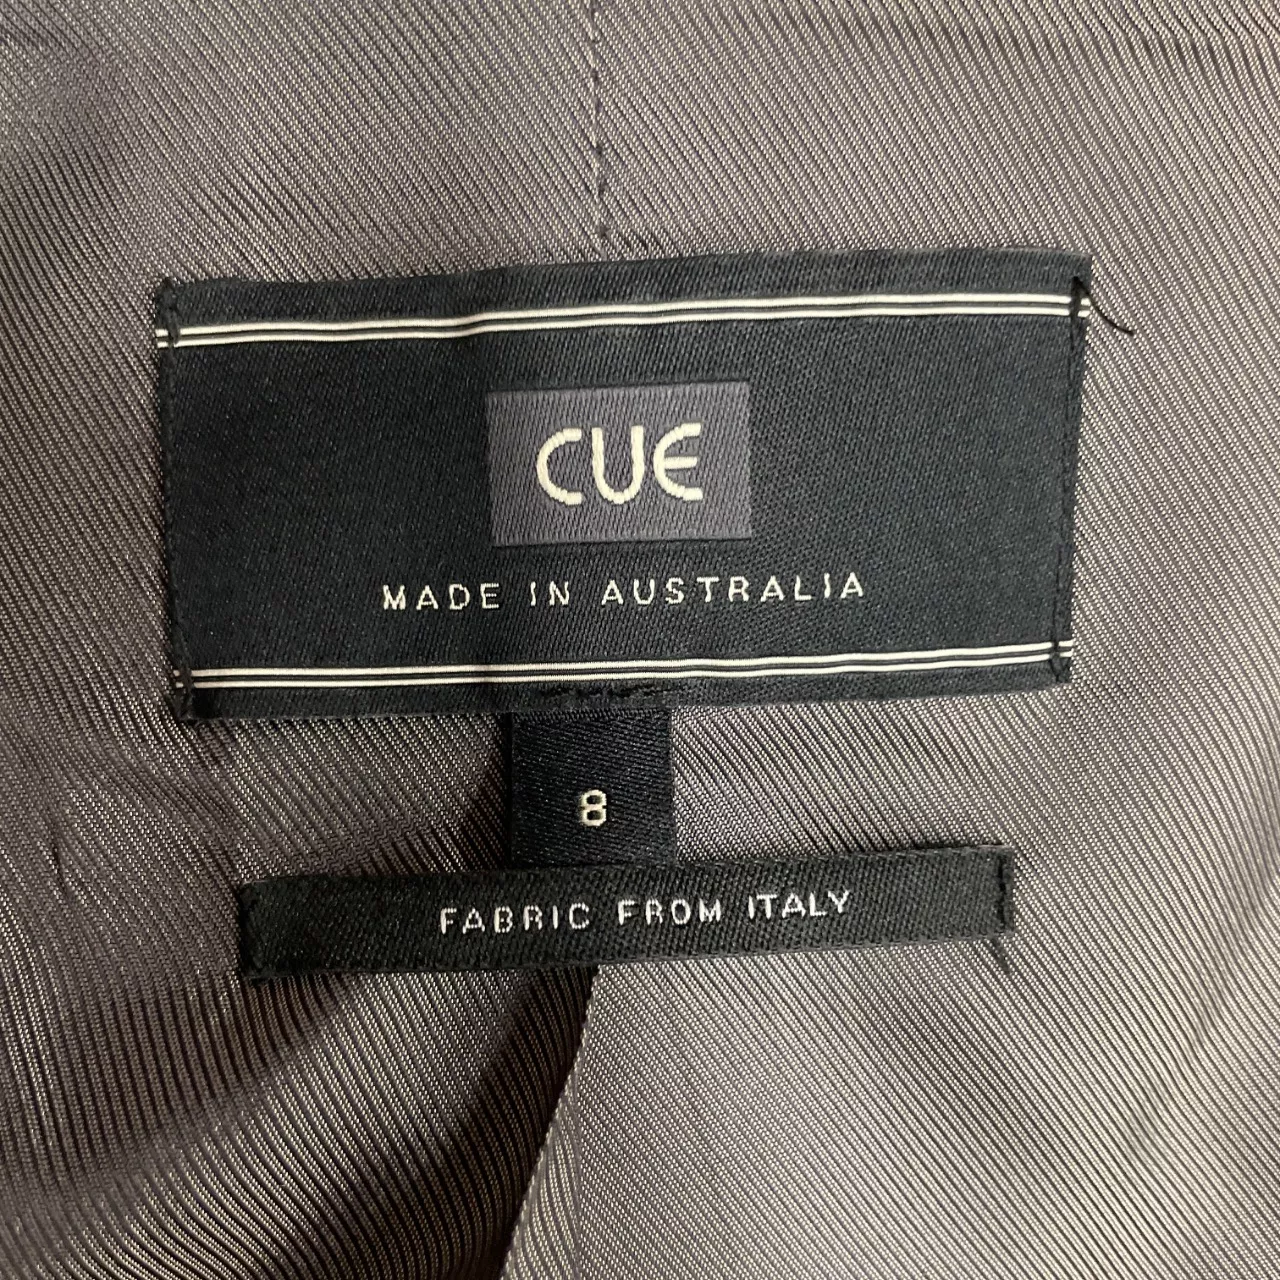 CUE
MADE IN AUSTRALIA
8
FABRIC FROM ITALY